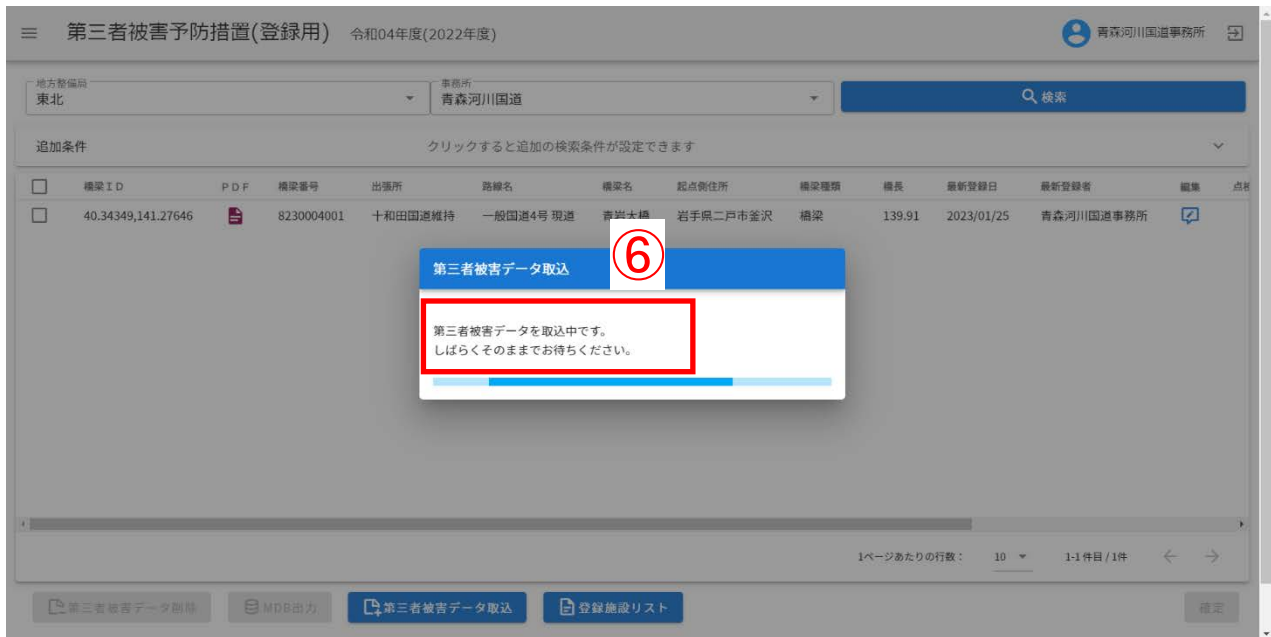 第三者被害予防措置(登録用) 令和04年度(2022年度) 青森河川国道事務所
地方整備局 事務所
東北 青森河川国道 検索
追加条件 クリックすると追加の検索条件が設定できます
橋梁ID PDF 橋梁番号 出張所 路線名 橋梁名 起点側住所 橋梁種類 橋長 最新登録日 最新登録者 編集 点検
40.34349,141.27646 8230004001 十和田国道維持 一般国道4号 現道 青岩大橋 岩手県二戸市釜沢 橋梁 139.91 2023/01/25 青森河川国道事務所
⑥
第三者被害データ取込
第三者被害データを取込中です。
しばらくそのままでお待ちください。
1ページあたりの行数： 10 1-1 件目 / 1件
第三者被害データ削除 MDB出力 第三者被害データ取込 登録施設リスト 確定